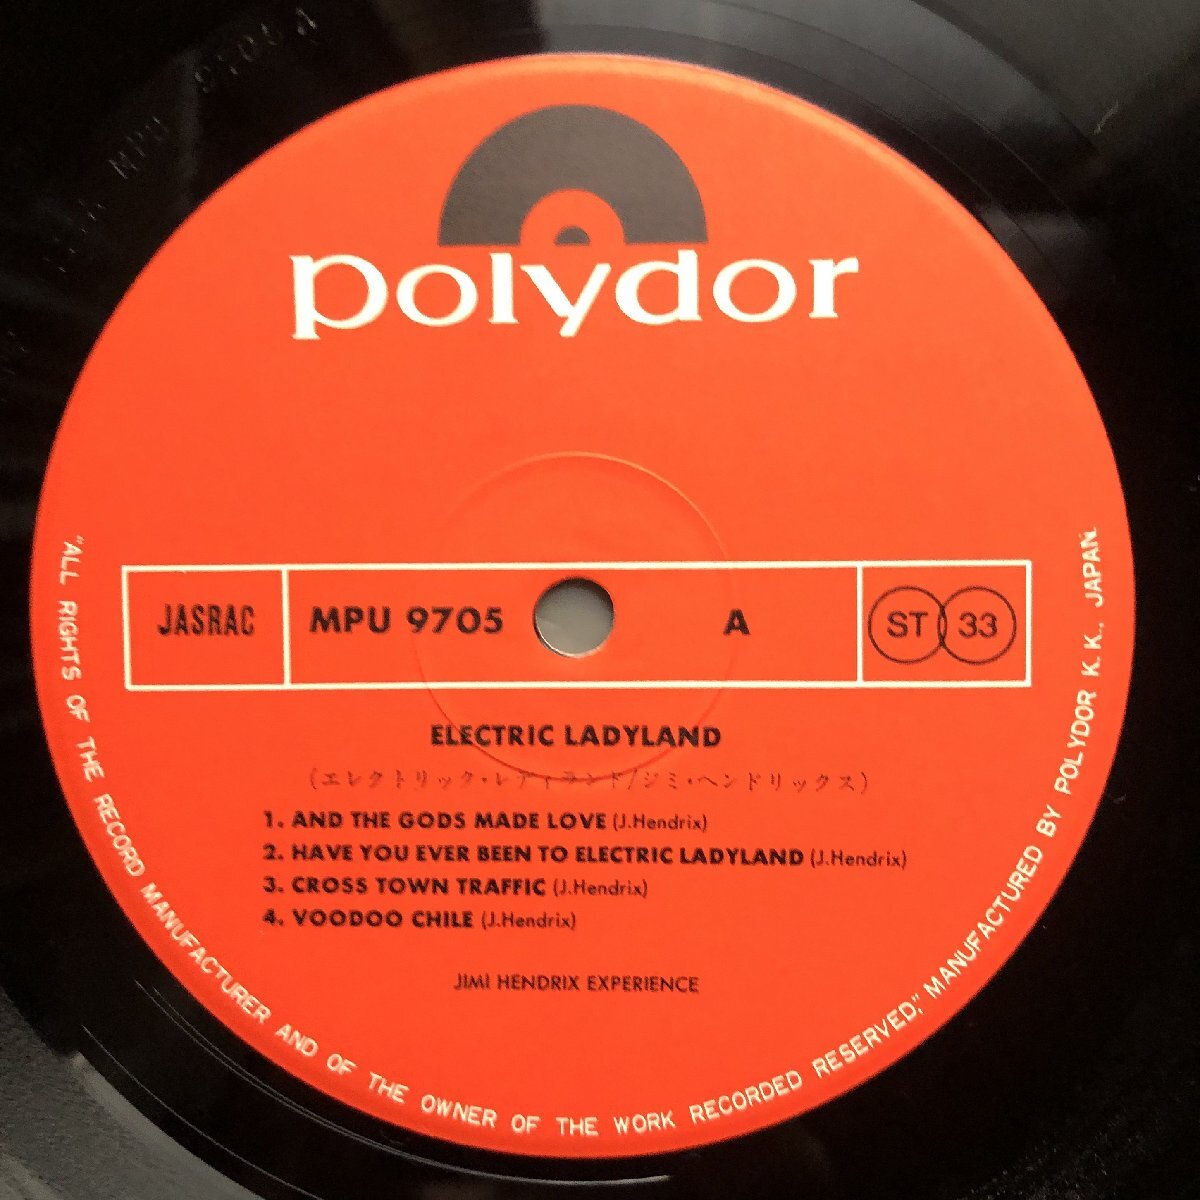 polydor
JASRAC
MPU 9705
A
ST 33
ELECTRIC LADYLAND
(エレクトリック・レディランド/ジミ・ヘンドリックス)
1. AND THE GODS MADE LOVE (J.Hendrix)
2. HAVE YOU EVER BEEN TO ELECTRIC LADYLAND (J.Hendrix)
3. CROSS TOWN TRAFFIC (J.Hendrix)
4. VOODOO CHILE (J.Hendrix)
JIMI HENDRIX EXPERIENCE
"ALL RIGHTS OF THE RECORD MANUFACTURER AND OF THE OWNER OF THE WORK RECORDED RESERVED," MANUFACTURED BY POLYDOR K.K., JAPAN.
MPU